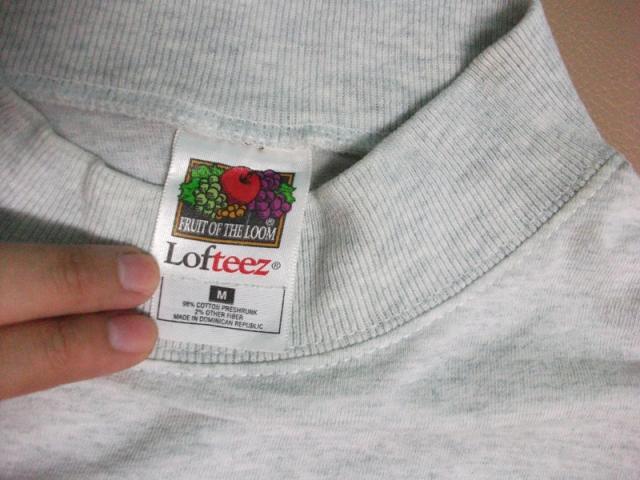 FRUIT OF THE LOOM
®
Lofteez®
M
98% COTTON PRESHRUNK
2% OTHER FIBER
MADE IN DOMINICAN REPUBLIC